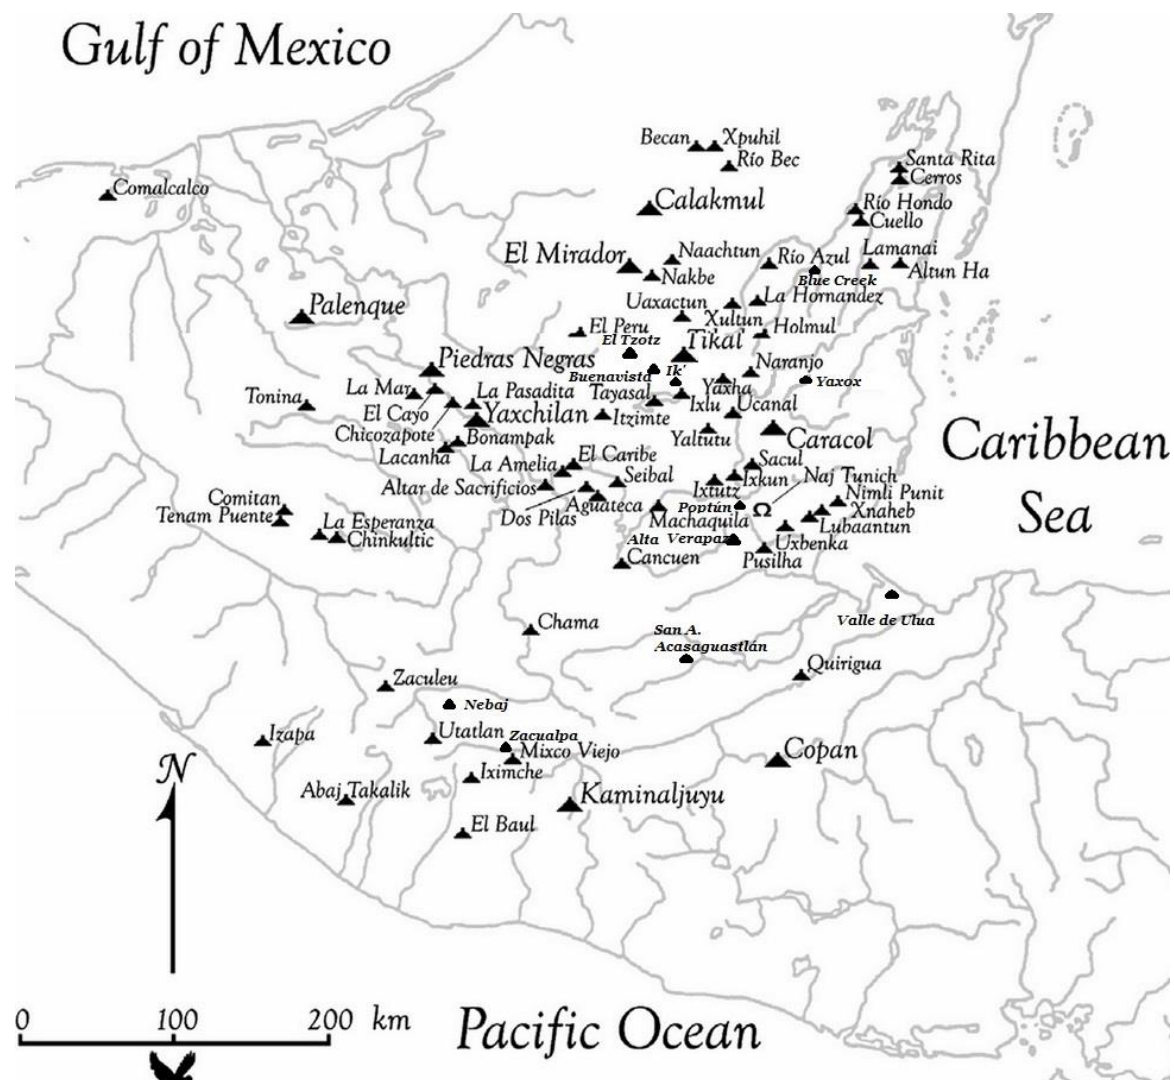 Gulf of Mexico
Becan
Xpuhil
Río Bec
Santa Rita
Cerros
Comalcalco
Calakmul
Río Hondo
Cuello
El Mirador
Naachtun
Río Azul
Lamanai
Nakbe
Blue Creek
Altun Ha
Palenque
Uaxactun
La Hornandez
El Peru
Xultun
Holmul
El Tzotz
Tikal
Piedras Negras
Buenavista
Ik'
Naranjo
La Mar
La Pasadita
Tayasal
Yaxha
Yaxox
Tonina
El Cayo
Yaxchilan
Itzimte
Ixlu
Ucanal
Chicozapote
Bonampak
Yaltutu
Caracol
Caribbean
Sea
Lacanha
La Amelia
El Caribe
Sacul
Altar de Sacrificios
Seibal
Ixtutz
Ixkun
Naj Tunich
Comitan
Tenam Puente
Dos Pilas
Aguateca
Poptún
Ω
Nimli Punit
Xnaheb
La Esperanza
Chinkultic
Machaquila
Lubaantun
Alta Verapaz
Uxbenka
Cancuen
Pusilha
Chama
San A.
Acasaguastlán
Valle de Ulua
Zaculeu
Quirigua
Nebaj
Izapa
Utatlan
Zacualpa
Mixco Viejo
Copan
N
Iximche
Abaj Takalik
Kaminaljuyu
El Baul
0 100 200 km
Pacific Ocean